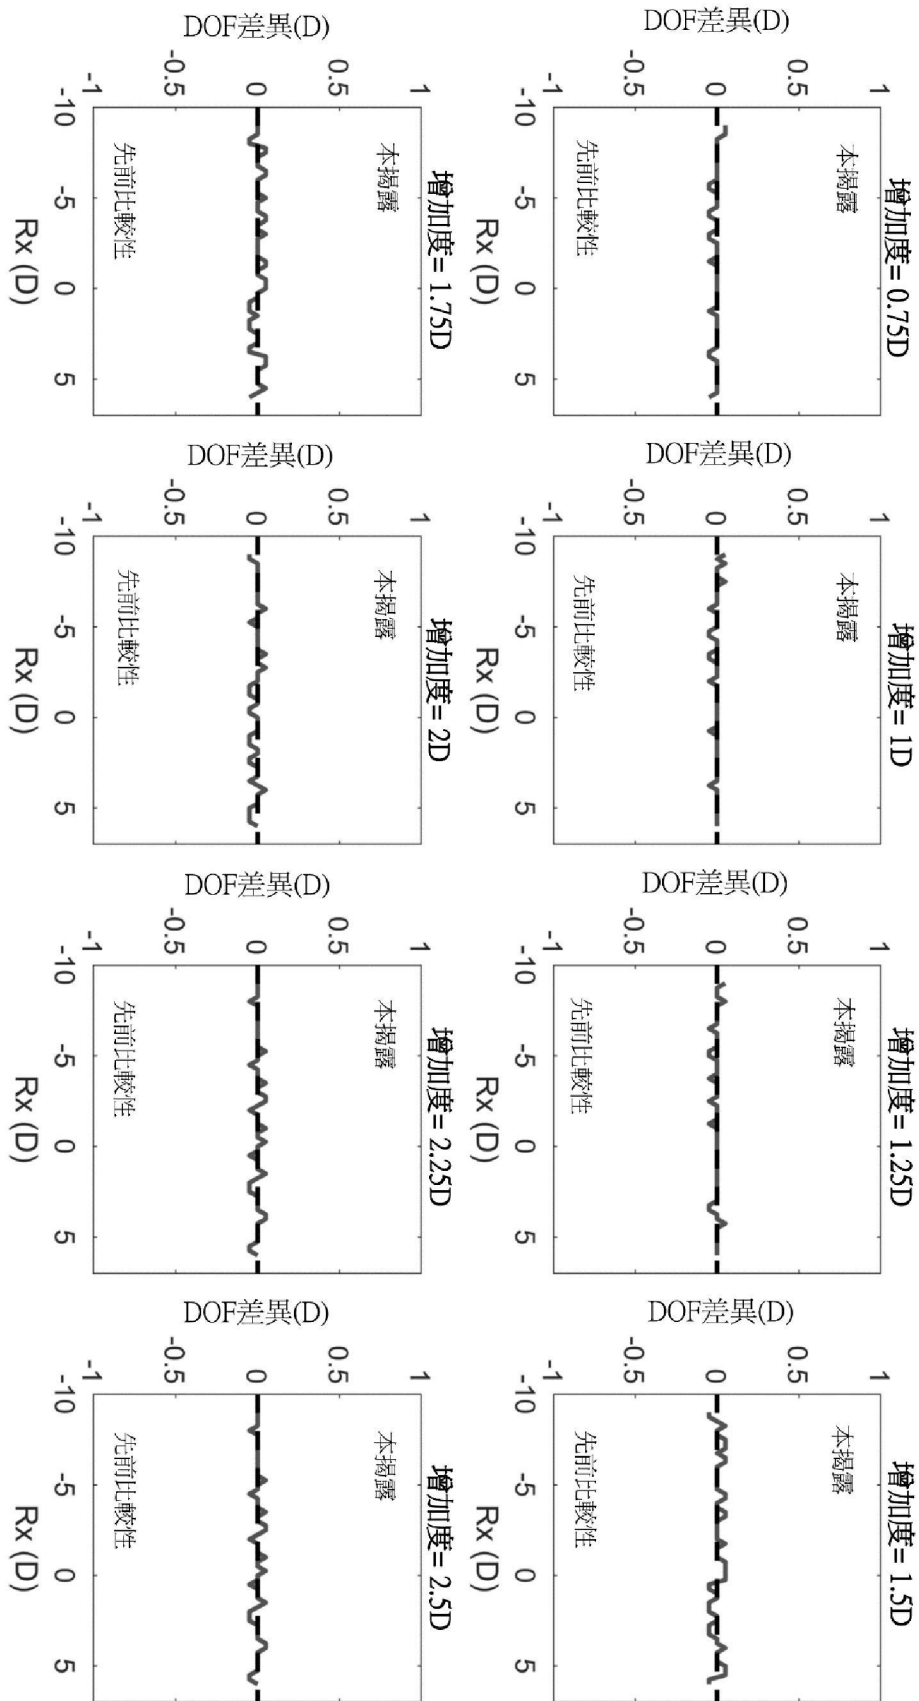 增加度= 0.75D
DOF差異(D)
1
0.5
0
-0.5
-1
本揭露
先前比較性
-10
-5
0
5
Rx (D)
增加度= 1D
DOF差異(D)
1
0.5
0
-0.5
-1
本揭露
先前比較性
-10
-5
0
5
Rx (D)
增加度= 1.25D
DOF差異(D)
1
0.5
0
-0.5
-1
本揭露
先前比較性
-10
-5
0
5
Rx (D)
增加度= 1.5D
DOF差異(D)
1
0.5
0
-0.5
-1
本揭露
先前比較性
-10
-5
0
5
Rx (D)
增加度= 1.75D
DOF差異(D)
1
0.5
0
-0.5
-1
本揭露
先前比較性
-10
-5
0
5
Rx (D)
增加度= 2D
DOF差異(D)
1
0.5
0
-0.5
-1
本揭露
先前比較性
-10
-5
0
5
Rx (D)
增加度= 2.25D
DOF差異(D)
1
0.5
0
-0.5
-1
本揭露
先前比較性
-10
-5
0
5
Rx (D)
增加度= 2.5D
DOF差異(D)
1
0.5
0
-0.5
-1
本揭露
先前比較性
-10
-5
0
5
Rx (D)